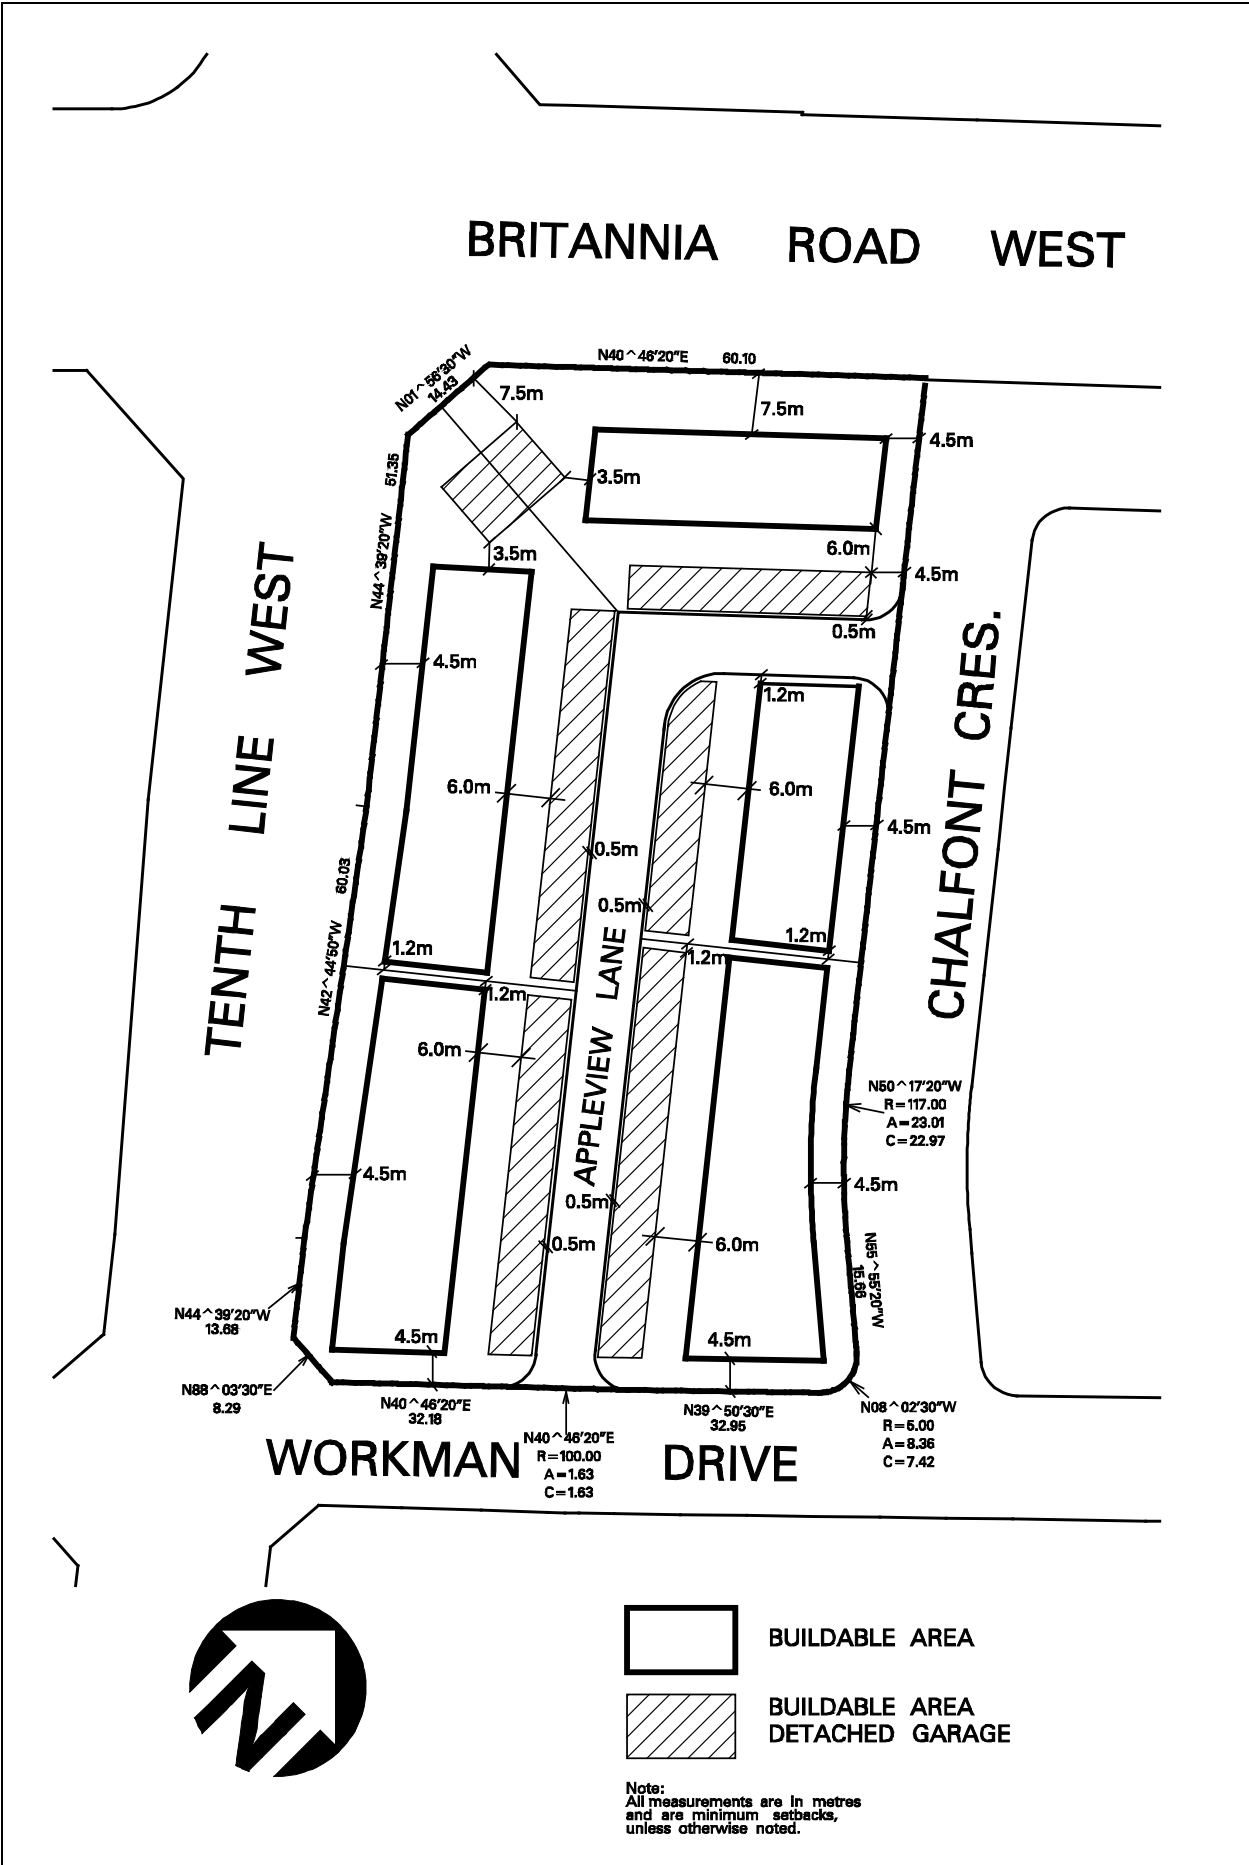 BRITANNIA ROAD WEST
N40^46'20"E 60.10
N01^56'30"W
14.43
7.5m
7.5m
4.5m
51.35
3.5m
N44^39'20"W
3.5m
6.0m
4.5m
0.5m
TENTH LINE WEST
4.5m
1.2m
CHALFONT CRES.
6.0m
6.0m
4.5m
0.5m
60.03
0.5m
N42^44'50"W
1.2m
1.2m
1.2m
1.2m
APPLEVIEW LANE
6.0m
N50^17'20"W
R=117.00
A=23.01
C=22.97
4.5m
4.5m
0.5m
0.5m
6.0m
N55^55'20"W
15.66
N44^39'20"W
13.68
4.5m
4.5m
N88^03'30"E
8.29
N40^46'20"E
32.18
N39^50'30"E
32.95
N08^02'30"W
R=5.00
A=8.36
C=7.42
N40^46'20"E
R=100.00
A=1.63
C=1.63
WORKMAN DRIVE
N
BUILDABLE AREA
BUILDABLE AREA
DETACHED GARAGE
Note:
All measurements are in metres
and are minimum setbacks,
unless otherwise noted.